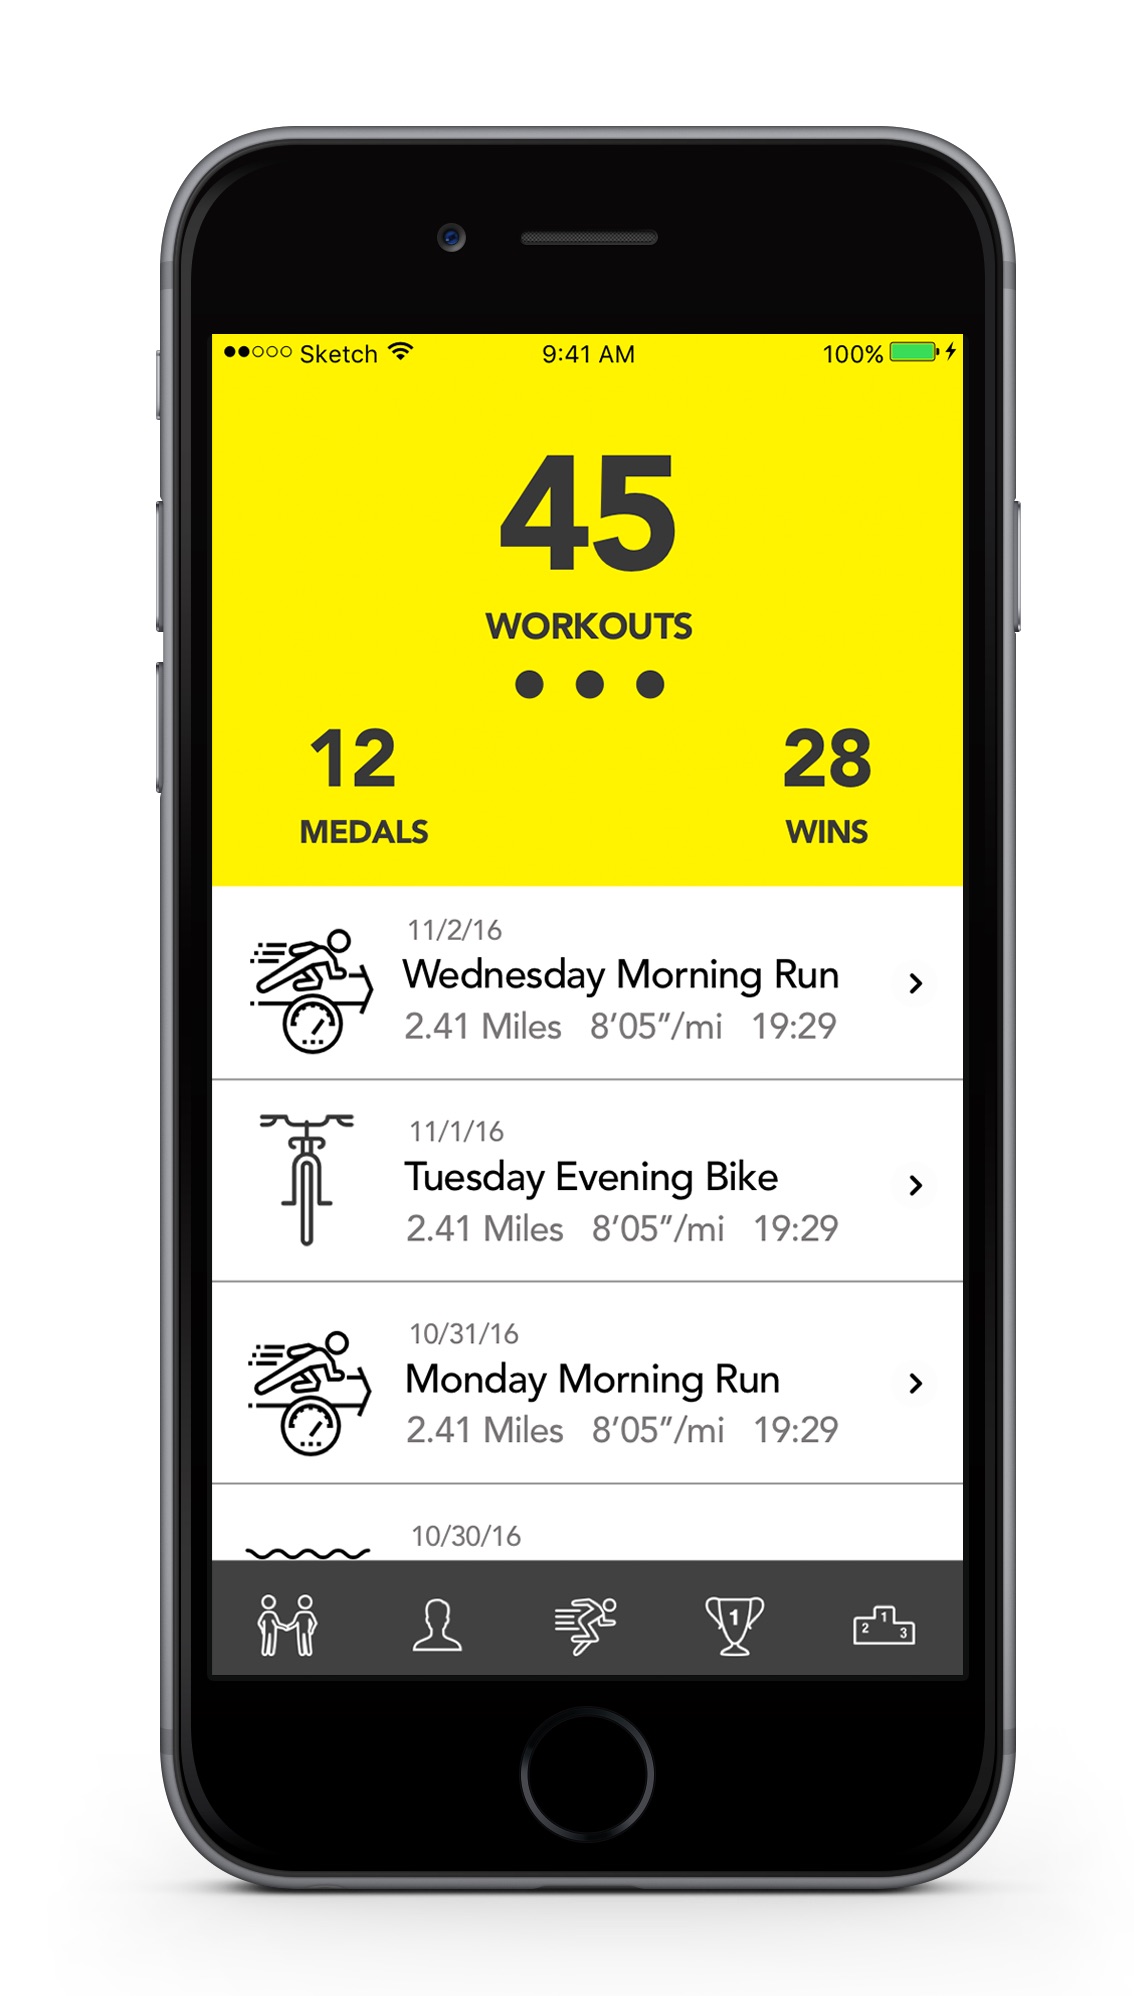 Sketch 9:41 AM 100%
45
WORKOUTS
12 28
MEDALS WINS
11/2/16
Wednesday Morning Run
2.41 Miles 8’05”/mi 19:29
11/1/16
Tuesday Evening Bike
2.41 Miles 8’05”/mi 19:29
10/31/16
Monday Morning Run
2.41 Miles 8’05”/mi 19:29
10/30/16
1 2 1 3